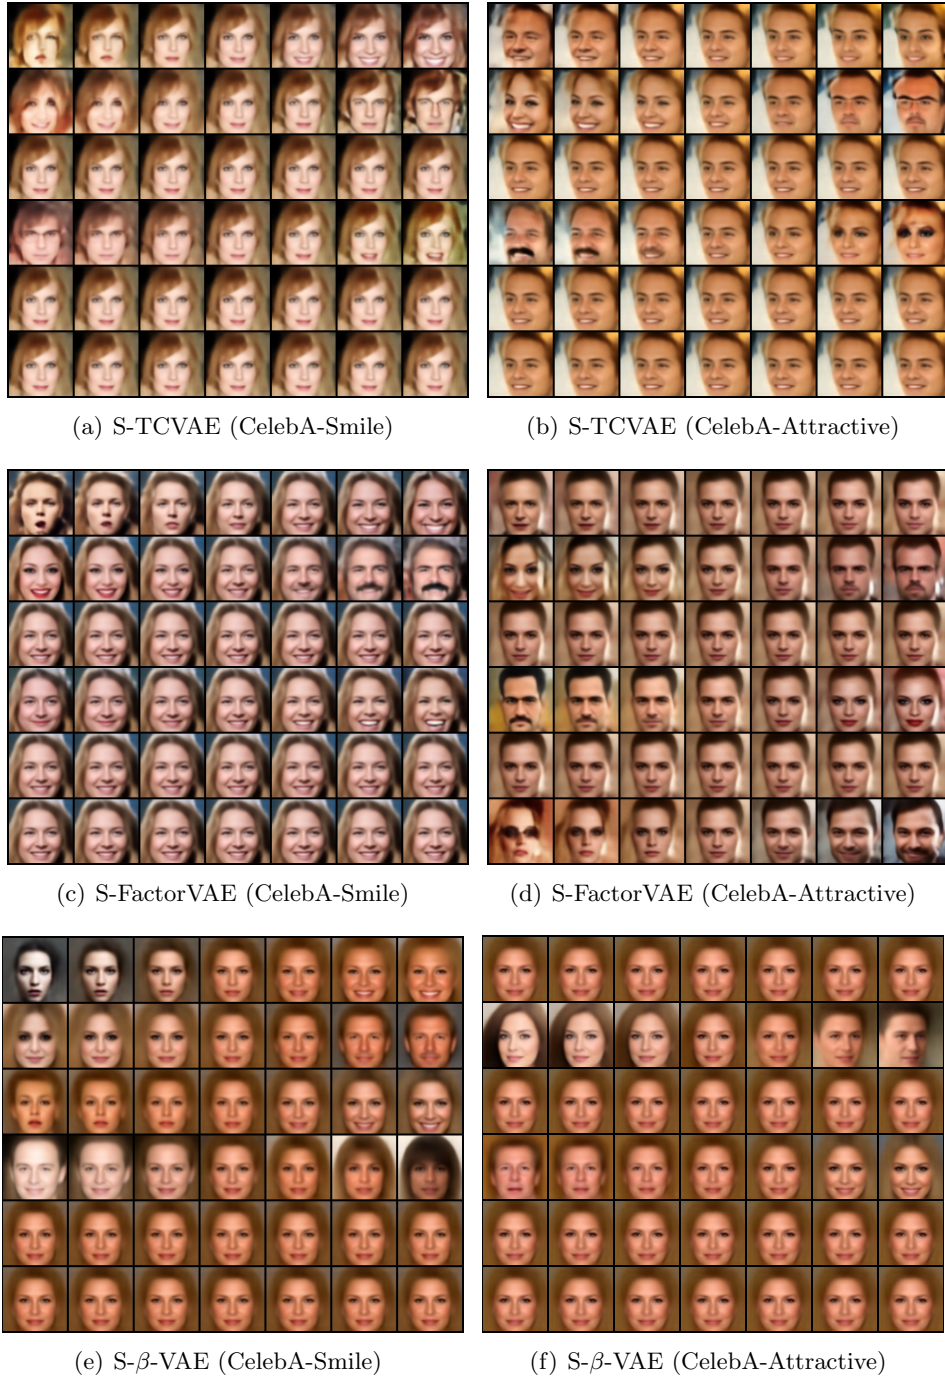 (a) S-TCVAE (CelebA-Smile)
(b) S-TCVAE (CelebA-Attractive)
(c) S-FactorVAE (CelebA-Smile)
(d) S-FactorVAE (CelebA-Attractive)
(e) S-β-VAE (CelebA-Smile)
(f) S-β-VAE (CelebA-Attractive)